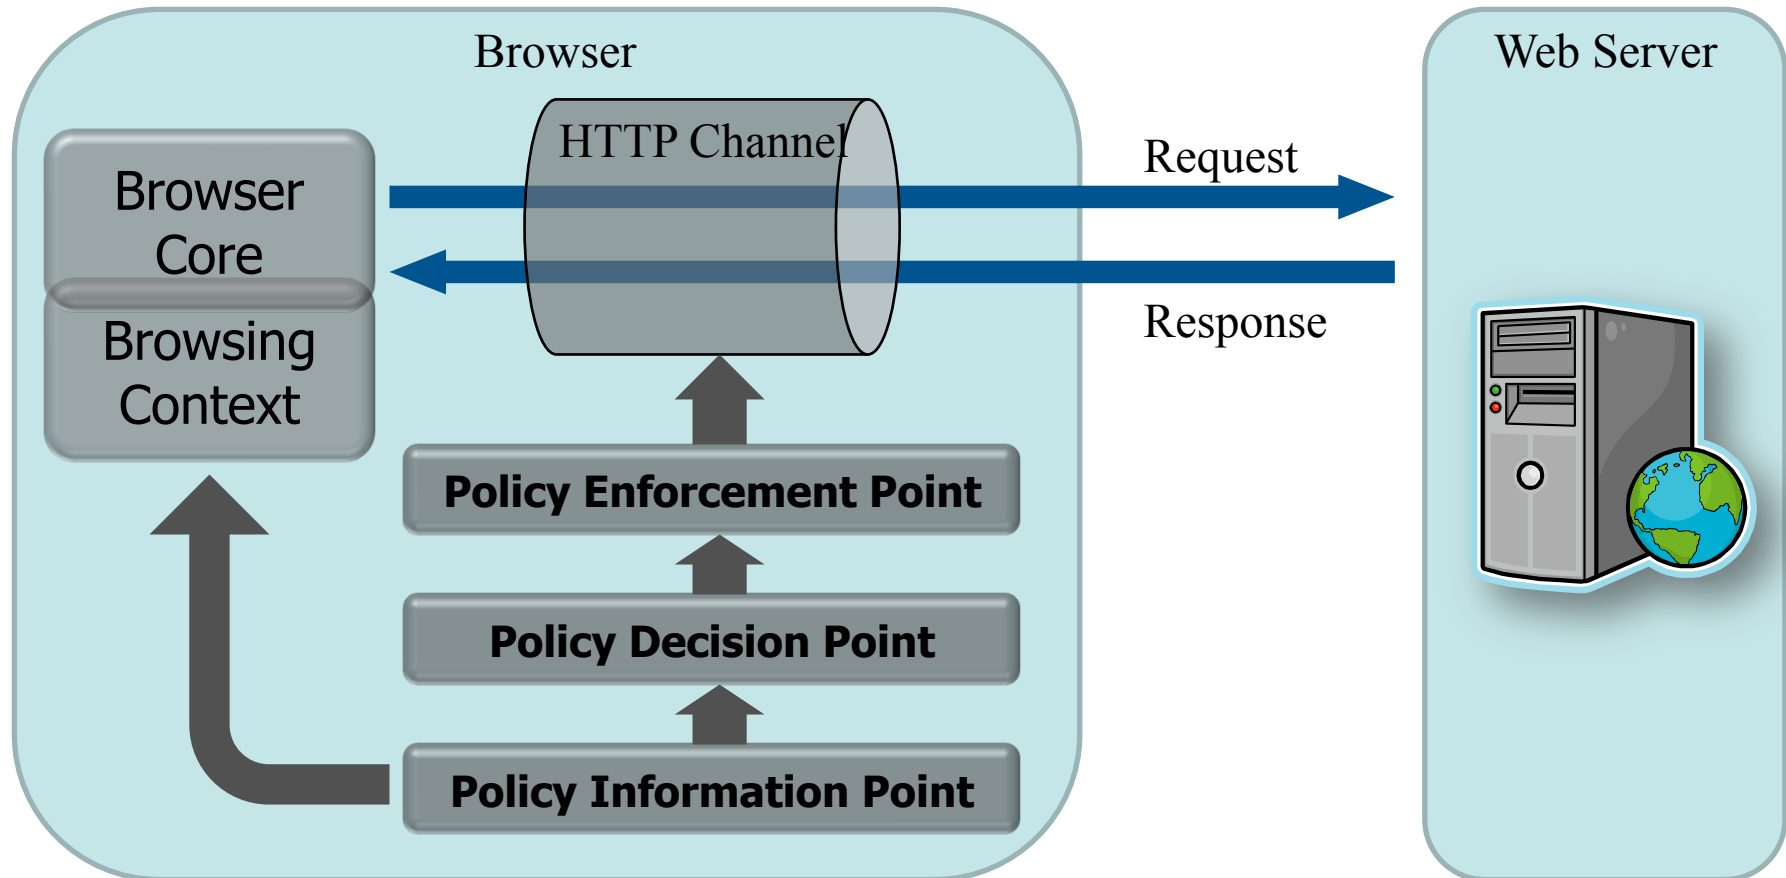 Browser
Web Server
HTTP Channel
Request
Browser
Core
Response
Browsing
Context
Policy Enforcement Point
Policy Decision Point
Policy Information Point